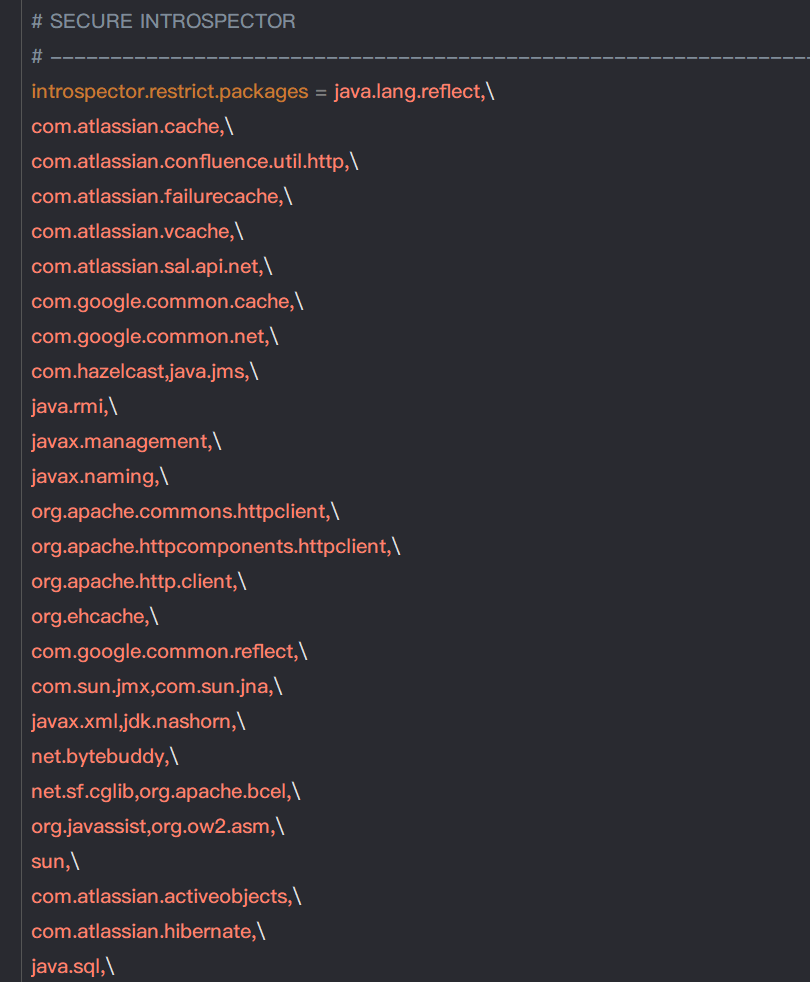 # SECURE INTROSPECTOR
# ----------------------------------------------------------------------------
introspector.restrict.packages = java.lang.reflect,\
com.atlassian.cache,\
com.atlassian.confluence.util.http,\
com.atlassian.failurecache,\
com.atlassian.vcache,\
com.atlassian.sal.api.net,\
com.google.common.cache,\
com.google.common.net,\
com.hazelcast,java.jms,\
java.rmi,\
javax.management,\
javax.naming,\
org.apache.commons.httpclient,\
org.apache.httpcomponents.httpclient,\
org.apache.http.client,\
org.ehcache,\
com.google.common.reflect,\
com.sun.jmx,com.sun.jna,\
javax.xml,jdk.nashorn,\
net.bytebuddy,\
net.sf.cglib,org.apache.bcel,\
org.javassist,org.ow2.asm,\
sun,\
com.atlassian.activeobjects,\
com.atlassian.hibernate,\
java.sql,\